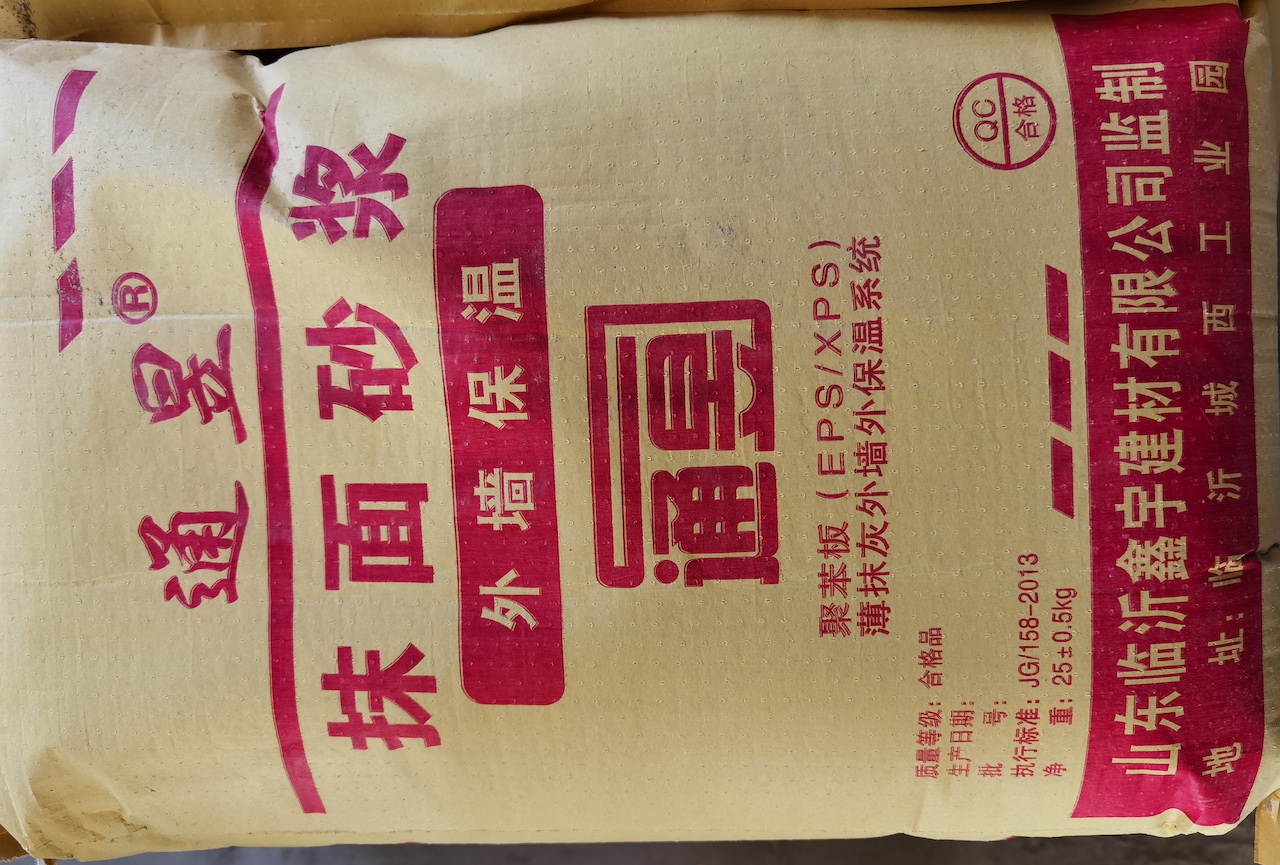 通星®
抹面砂浆
外墙保温
通星
聚苯板(EPS/XPS)
薄抹灰外墙外保温系统
质量等级:合格品
生产日期:
批号:
执行标准:JG/158-2013
净重:25±0.5kg
QC
合格
山东临沂鑫宇建材有限公司监制
地址:临沂城西工业园